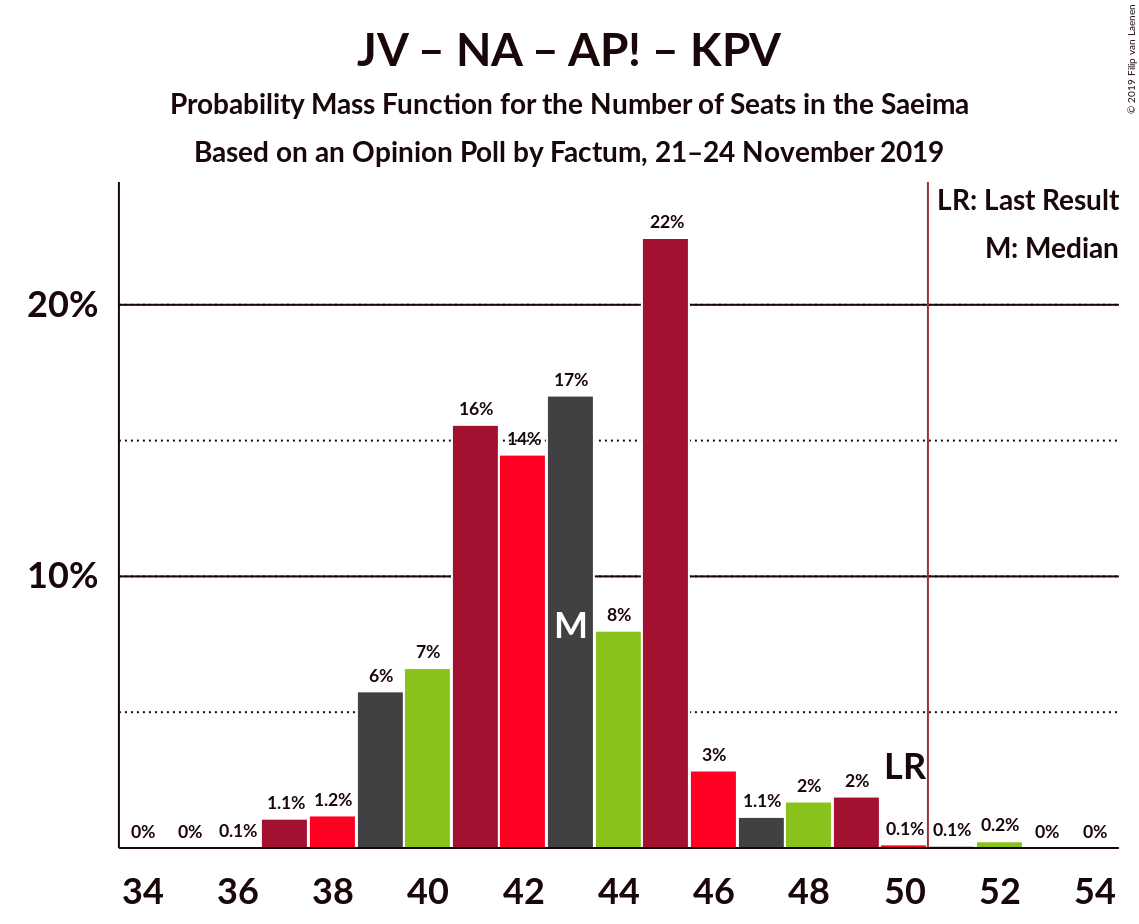 JV – NA – AP! – KPV
Probability Mass Function for the Number of Seats in the Saeima
Based on an Opinion Poll by Factum, 21–24 November 2019
© 2019 Filip van Laenen
LR: Last Result
M: Median
20%
10%
0%
0%
0.1%
1.1%
1.2%
6%
7%
16%
14%
17%
8%
22%
3%
1.1%
2%
2%
0.1%
0.1%
0.2%
0%
0%
M
LR
34 36 38 40 42 44 46 48 50 52 54